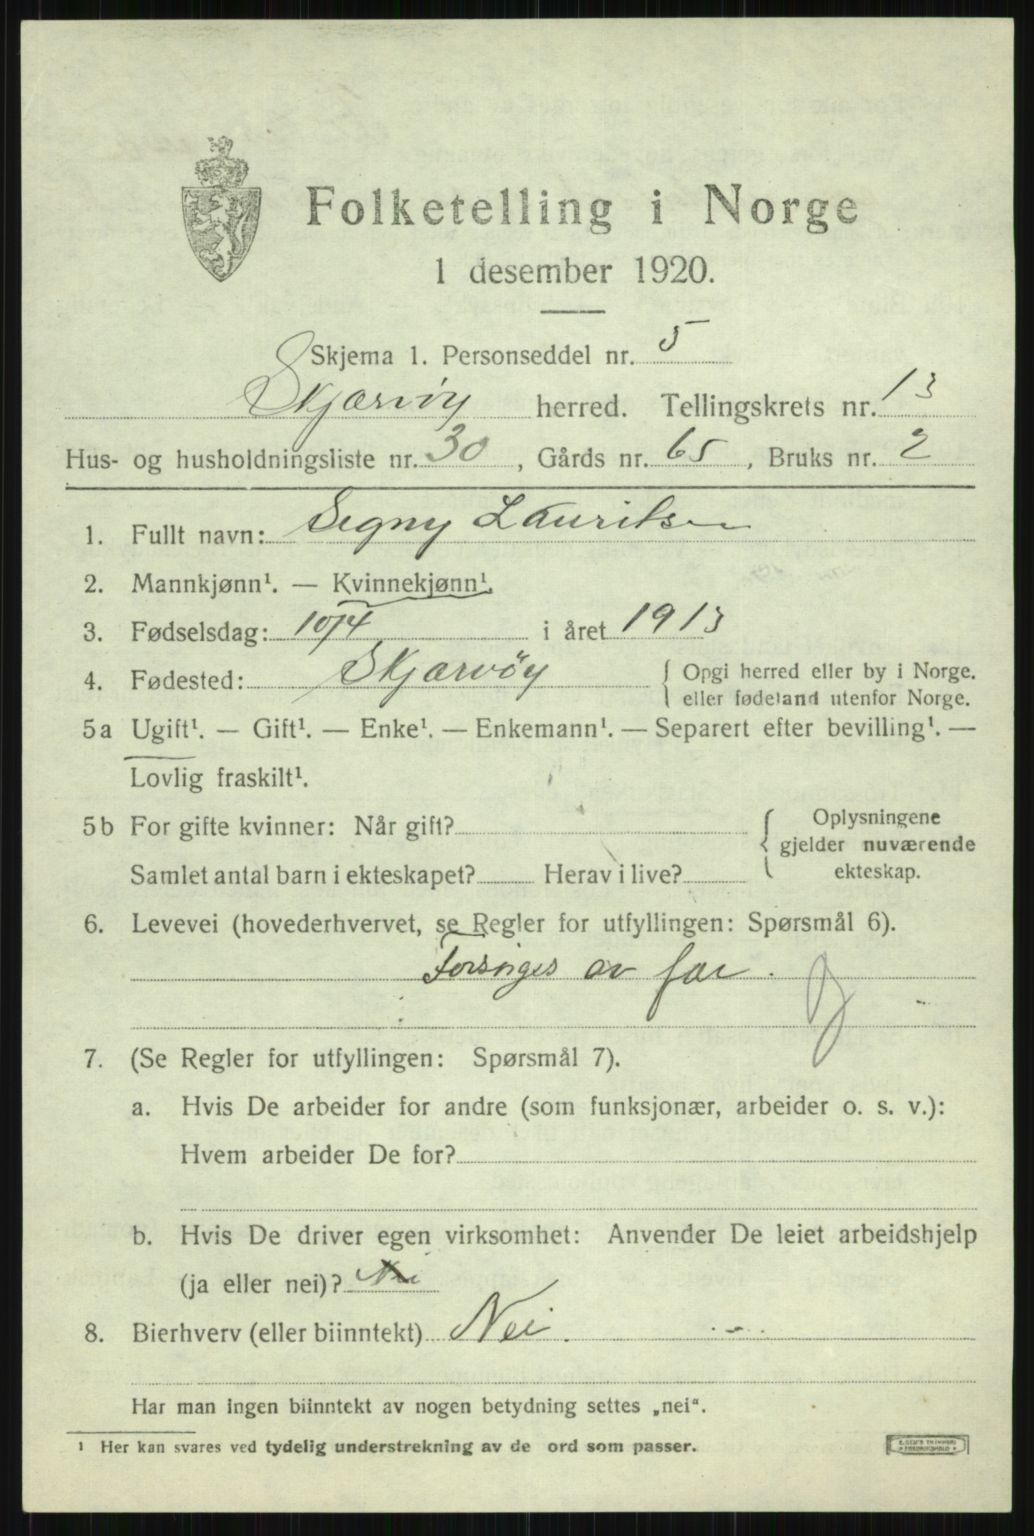 Folketelling i Norge
1 desember 1920.
Skjema 1. Personseddel nr. 5
Skjærvøy herred. Tellingskrets nr. 13
Hus- og husholdningsliste nr. 30, Gårds nr. 65, Bruks nr. 2
1. Fullt navn: Segny Lauritsen
2. Mannkjønn¹. — Kvinnekjønn¹.
3. Fødselsdag: 10/4 i året 1913
4. Fødested: Skjærvøy { Opgi herred eller by i Norge.
eller fødeland utenfor Norge.
5a Ugift¹. — Gift¹. — Enke¹. — Enkemann¹. — Separert efter bevilling¹. —
Lovlig fraskilt¹.
5b For gifte kvinner: Når gift? { Oplysningene
gjelder nuværende
Samlet antal barn i ekteskapet? Herav i live? ekteskap.
6. Levevei (hovederhvervet, se Regler for utfyllingen: Spørsmål 6).
Forsørges av far.
7. (Se Regler for utfyllingen: Spørsmål 7).
a. Hvis De arbeider for andre (som funksjonær, arbeider o. s. v.):
Hvem arbeider De for?
b. Hvis De driver egen virksomhet: Anvender De leiet arbeidshjelp
(ja eller nei)? Nei
8. Bierhverv (eller biinntekt) Nei.
Har man ingen biinntekt av nogen betydning settes „nei“.
¹ Her kan svares ved tydelig understrekning av de ord som passer.